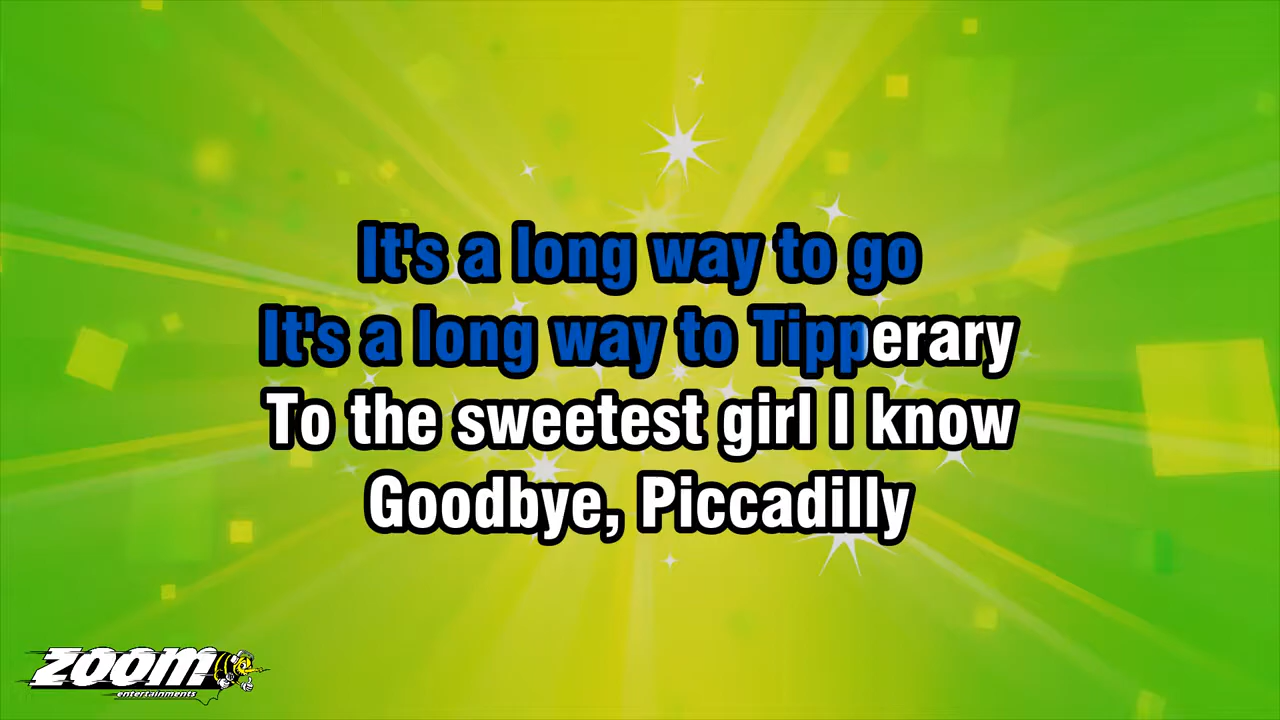 It's a long way to go
It's a long way to Tipperary
To the sweetest girl I know
Goodbye, Piccadilly
ZOOM
entertainments